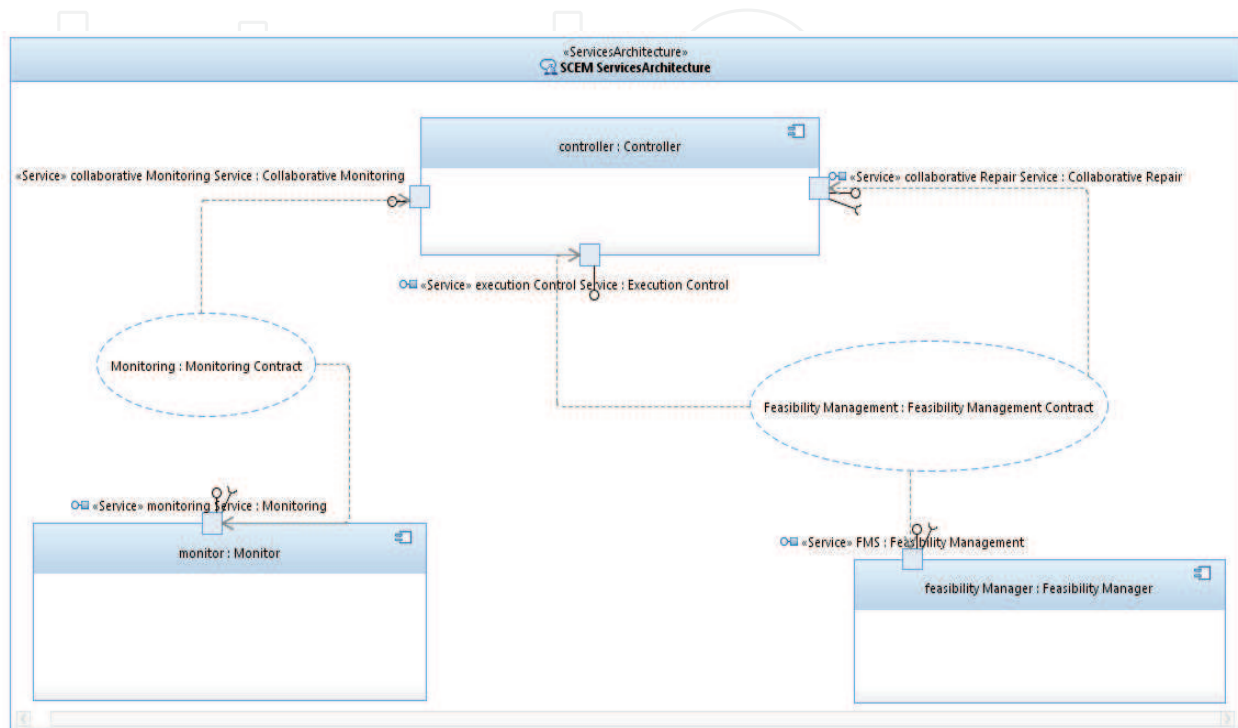 «ServicesArchitecture»
SCEM ServicesArchitecture
controller : Controller
«Service» collaborative Monitoring Service : Collaborative Monitoring
«Service» collaborative Repair Service : Collaborative Repair
«Service» execution Control Service : Execution Control
Monitoring : Monitoring Contract
Feasibility Management : Feasibility Management Contract
«Service» monitoring Service : Monitoring
monitor : Monitor
«Service» FMS : Feasibility Management
feasibility Manager : Feasibility Manager